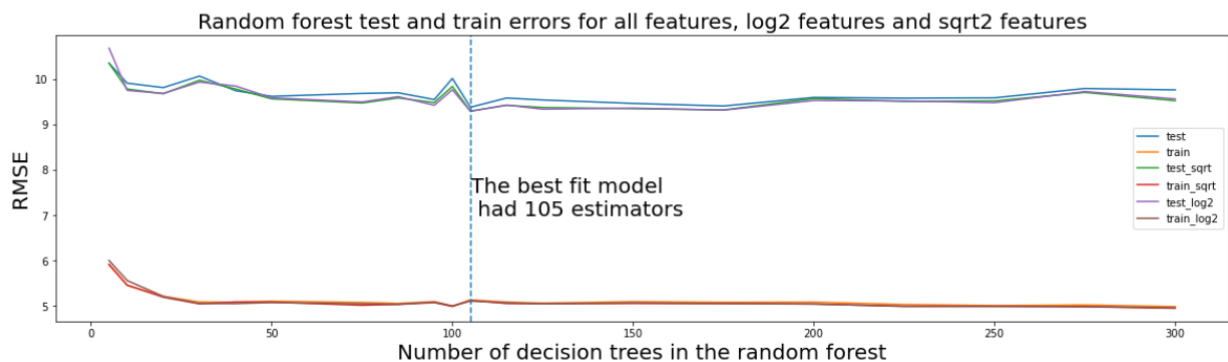 Random forest test and train errors for all features, log2 features and sqrt2 features
RMSE
10
9
8
7
6
5
The best fit model
had 105 estimators
test
train
test_sqrt
train_sqrt
test_log2
train_log2
0
50
100
150
200
250
300
Number of decision trees in the random forest